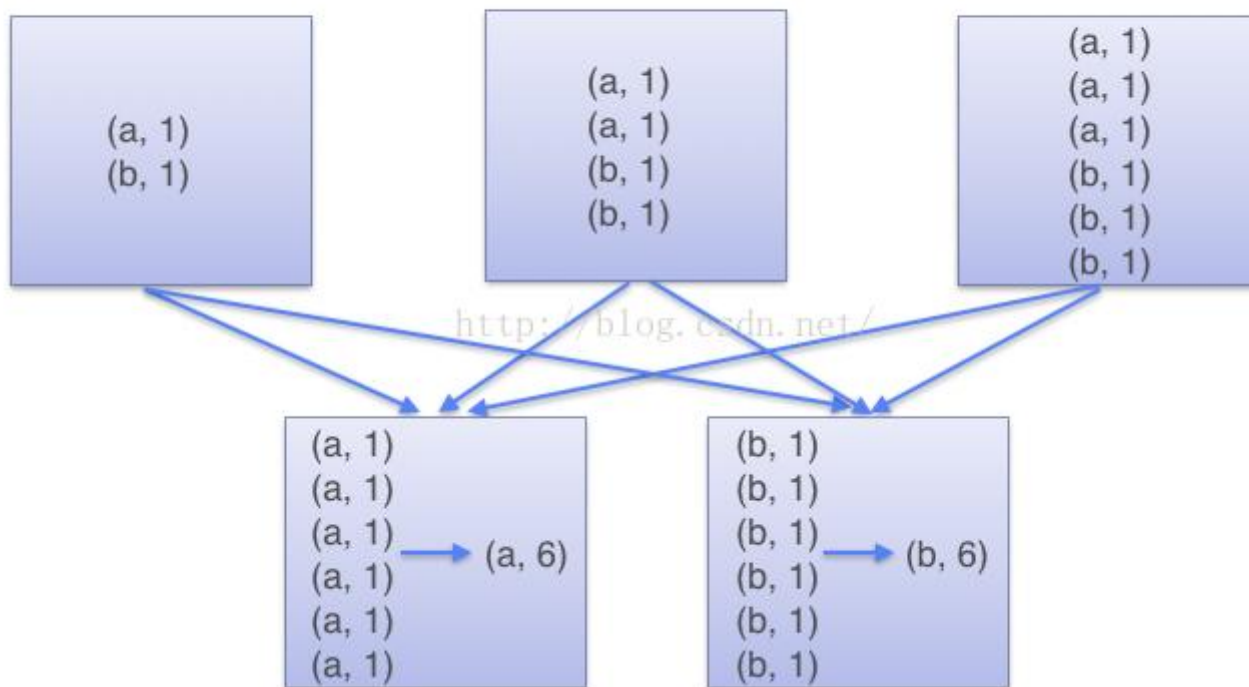 (a, 1)
(b, 1)
(a, 1)
(a, 1)
(b, 1)
(b, 1)
(a, 1)
(a, 1)
(a, 1)
(b, 1)
(b, 1)
(b, 1)
http://blog.csdn.net/
(a, 1)
(a, 1)
(a, 1)
(a, 1)
(a, 1)
(a, 1)
(a, 6)
(b, 1)
(b, 1)
(b, 1)
(b, 1)
(b, 1)
(b, 1)
(b, 6)